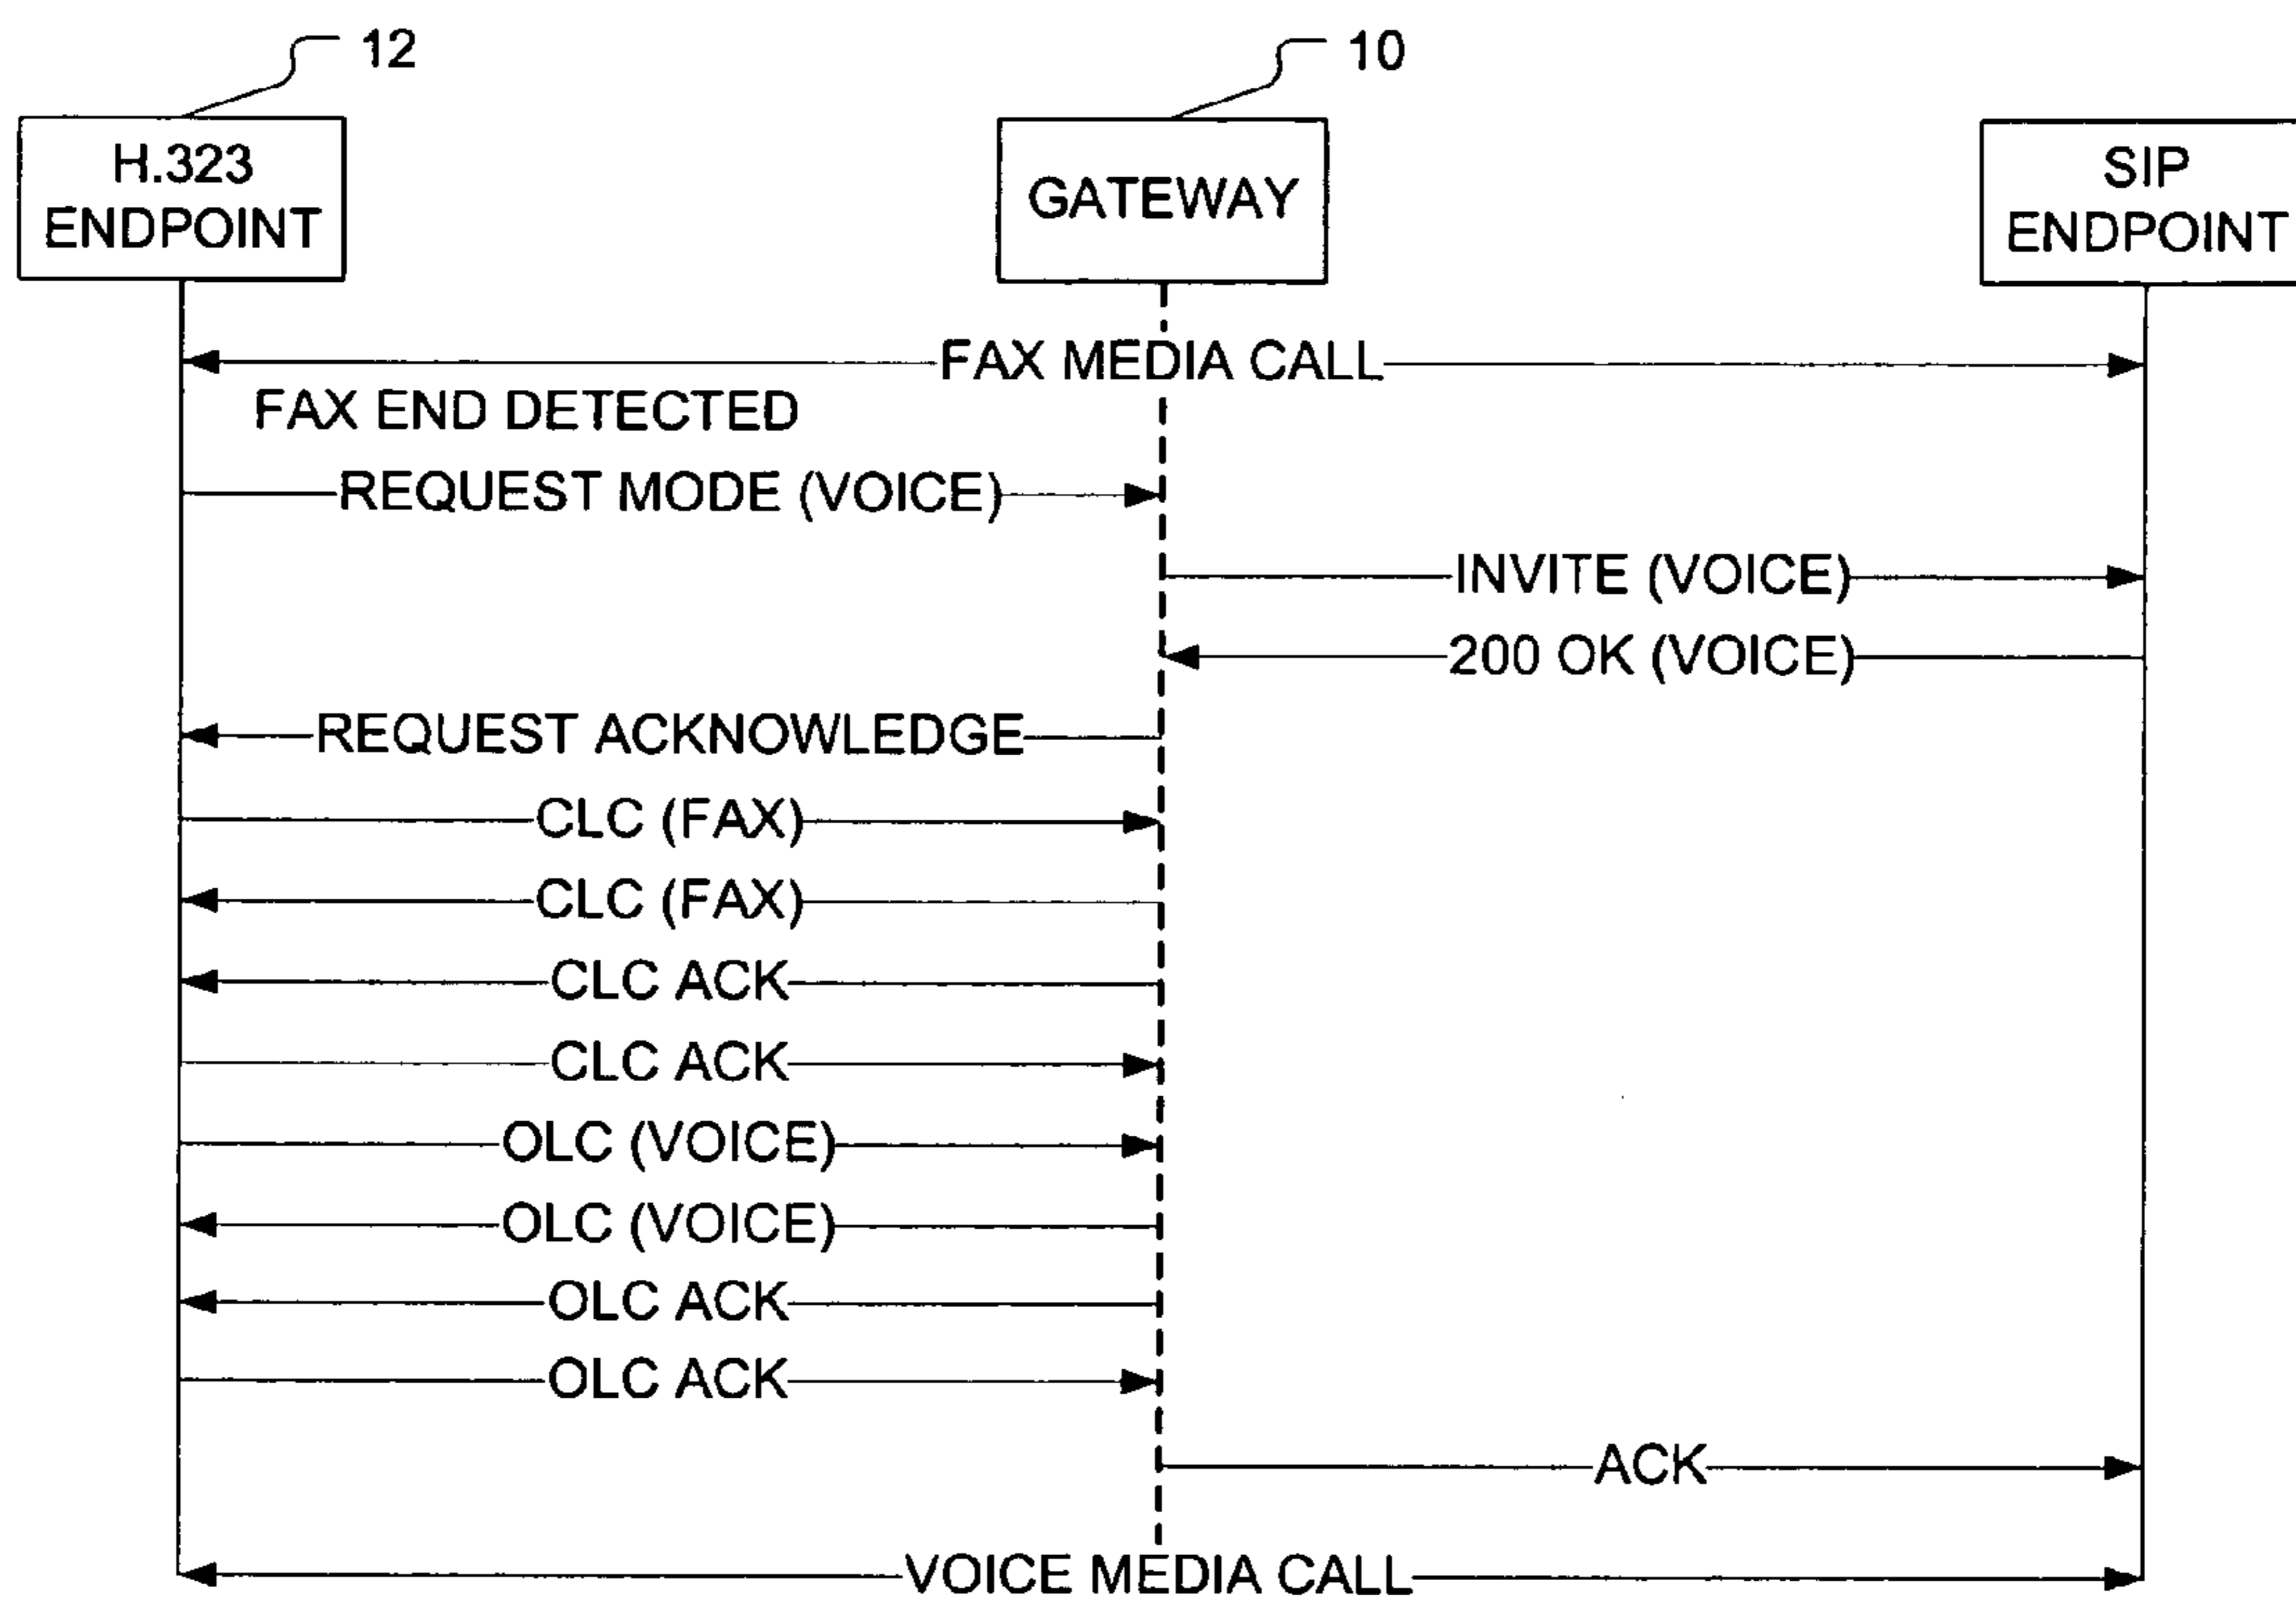 12
10
H.323
ENDPOINT
GATEWAY
SIP
ENDPOINT
FAX MEDIA CALL
FAX END DETECTED
REQUEST MODE (VOICE)
INVITE (VOICE)
200 OK (VOICE)
REQUEST ACKNOWLEDGE
CLC (FAX)
CLC (FAX)
CLC ACK
CLC ACK
OLC (VOICE)
OLC (VOICE)
OLC ACK
OLC ACK
ACK
VOICE MEDIA CALL